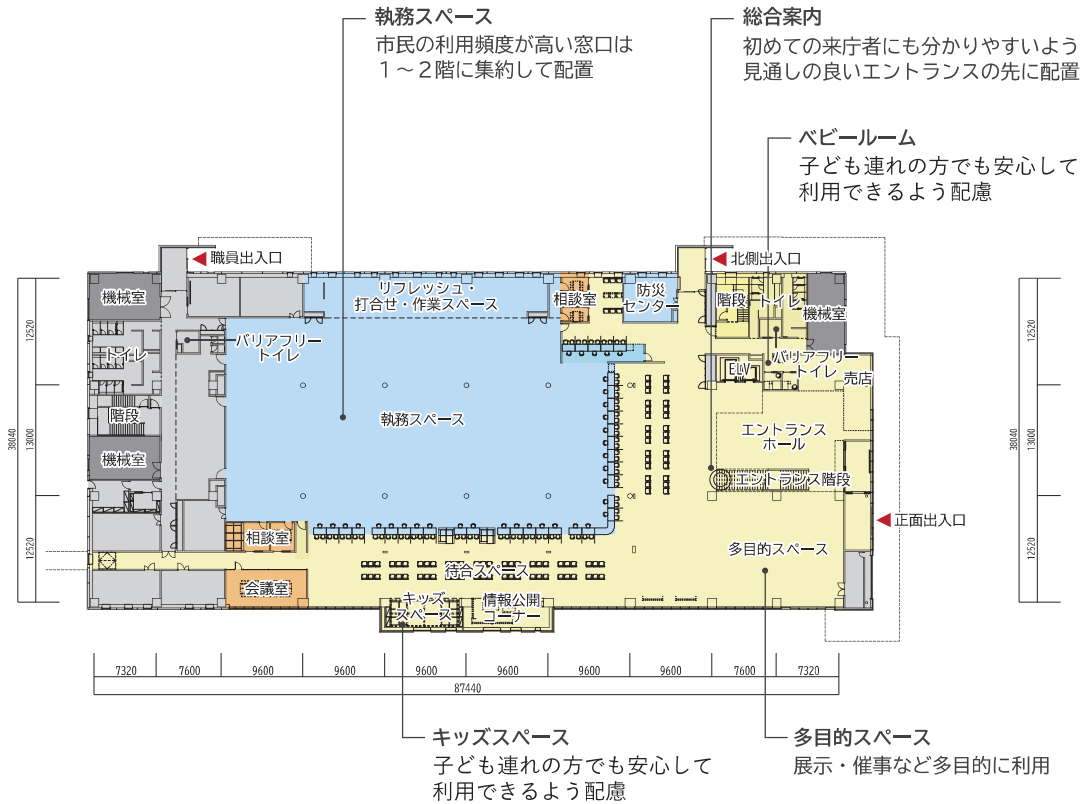 執務スペース
市民の利用頻度が高い窓口は
１～２階に集約して配置
総合案内
初めての来庁者にも分かりやすいよう
見通しの良いエントランスの先に配置
ベビールーム
子ども連れの方でも安心して
利用できるよう配慮
職員出入口
北側出入口
機械室
リフレッシュ・
打合せ・作業スペース
相談室
防災
センター
階段
トイレ
機械室
トイレ
バリアフリー
トイレ
ELV
バリアフリー
トイレ
売店
階段
執務スペース
エントランス
ホール
機械室
エントランス階段
正面出入口
相談室
多目的スペース
待合スペース
会議室
キッズ
スペース
情報公開
コーナー
12520
13000
12520
38040
12520
13000
12520
38040
7320
7600
9600
9600
9600
9600
9600
9600
7600
7320
87440
キッズスペース
子ども連れの方でも安心して
利用できるよう配慮
多目的スペース
展示・催事など多目的に利用